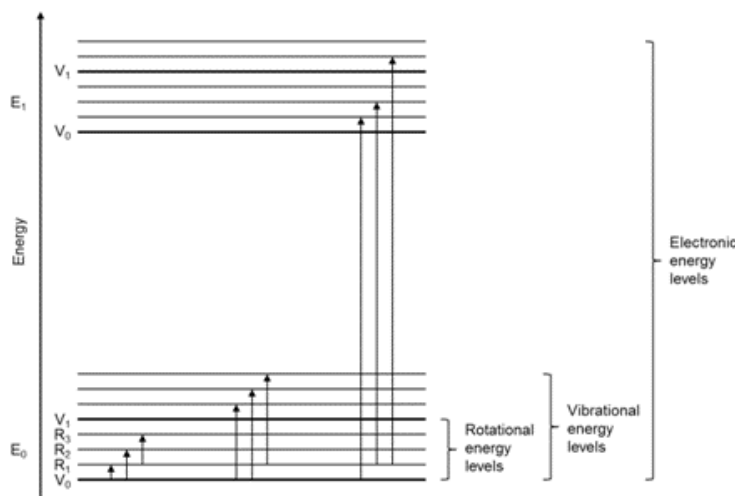 V₁
E₁
V₀
Energy
Electronic
energy
levels
V₁
R₃
R₂
R₁
V₀
E₀
Rotational
energy
levels
Vibrational
energy
levels